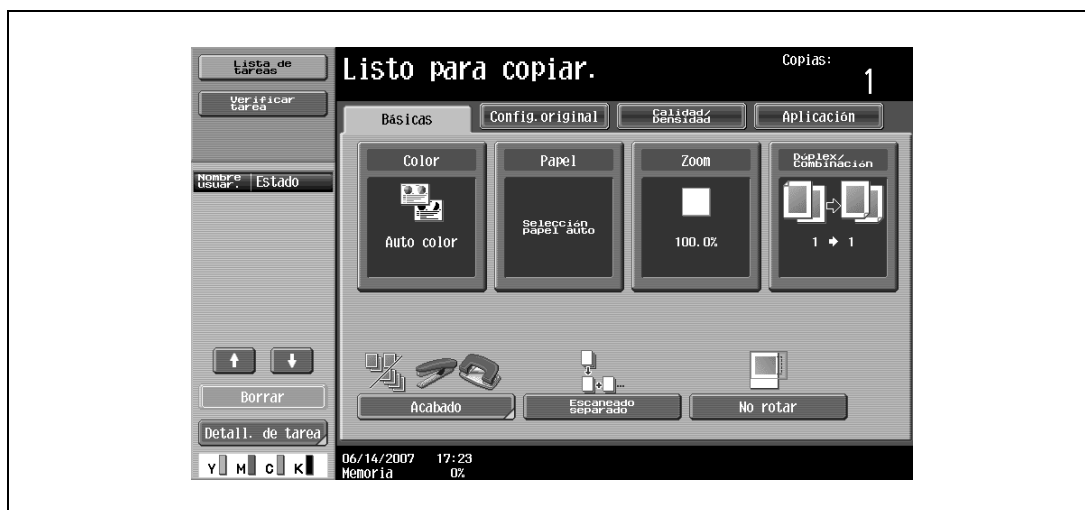 Lista de
tareas
Verificar
tarea
Nombre
usuar.
Estado
Borrar
Detall. de tarea
Y M C K
Listo para copiar.
Copias:
1
Básicas
Config.original
Calidad/
Densidad
Aplicación
Color
Auto color
Papel
Selección
papel auto
Zoom
100.0%
Dúplex/
Combinación
1 → 1
Acabado
Escaneado
separado
No rotar
06/14/2007 17:23
Memoria 0%